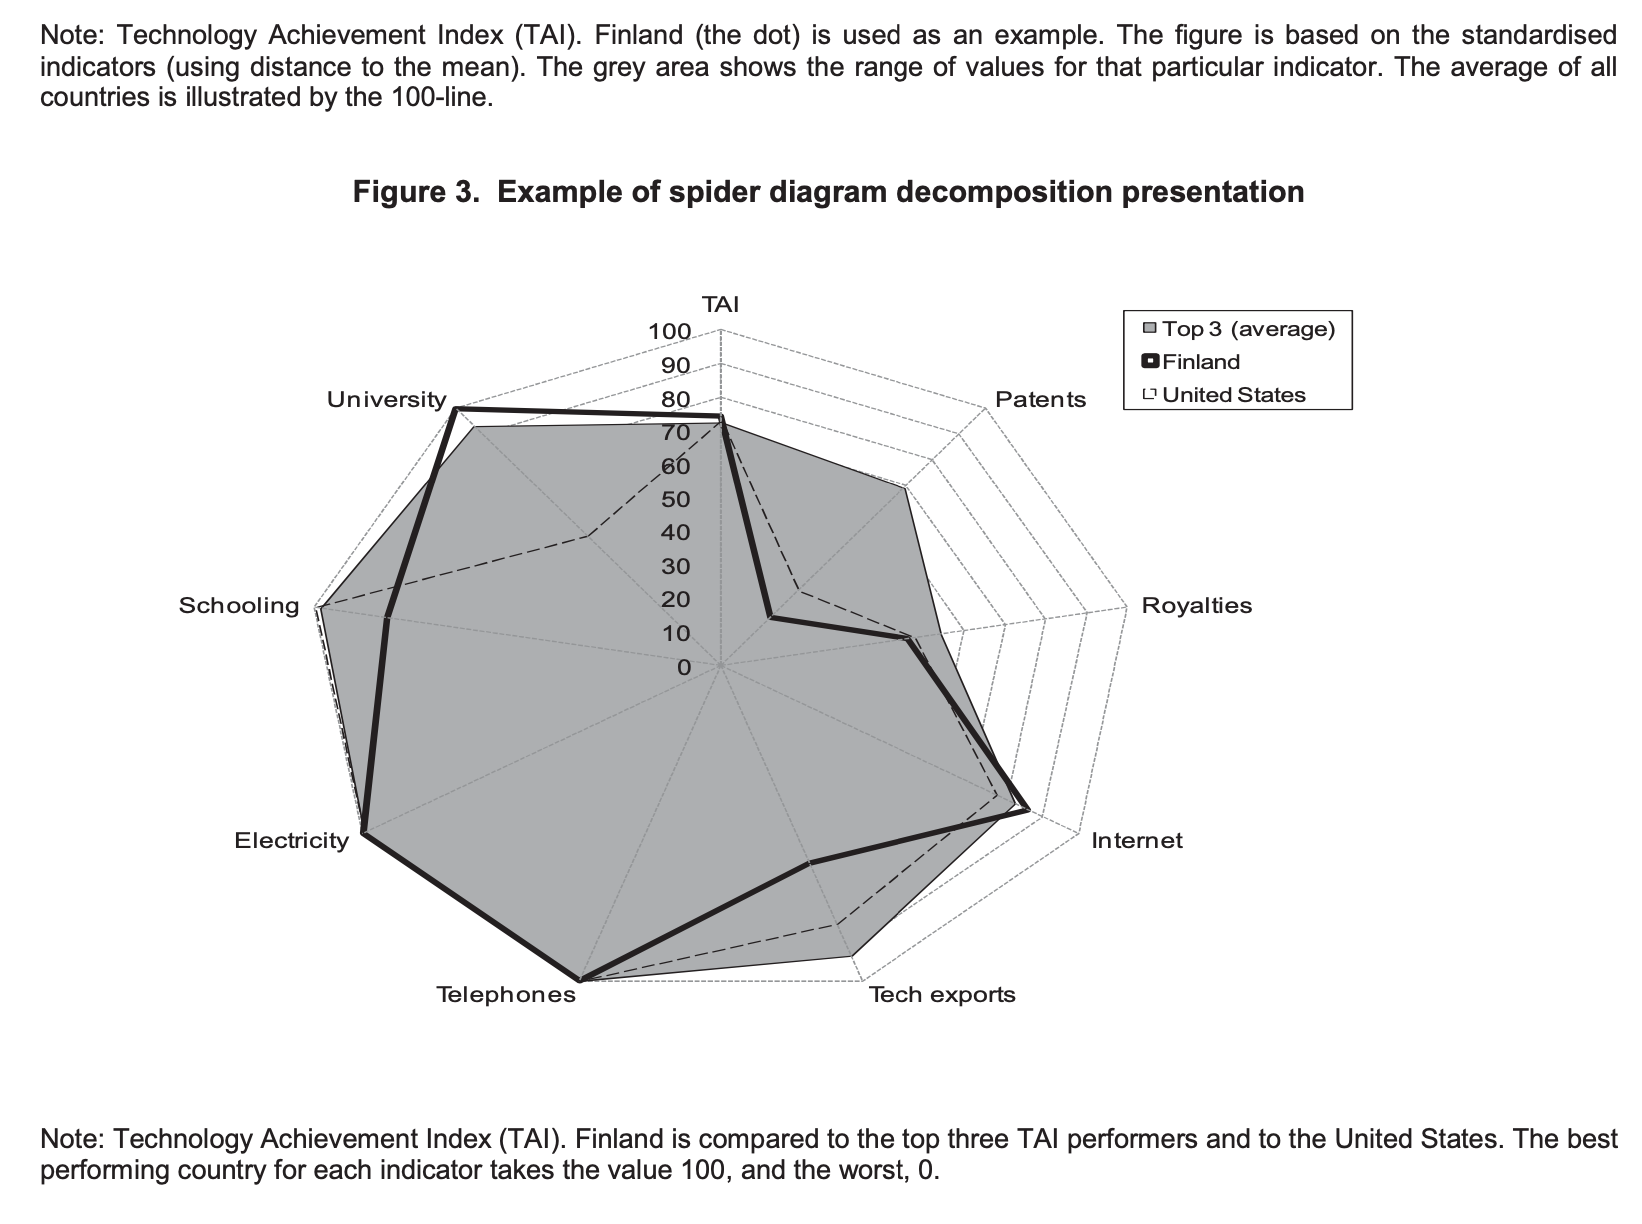 Note: Technology Achievement Index (TAI). Finland (the dot) is used as an example. The figure is based on the standardised
indicators (using distance to the mean). The grey area shows the range of values for that particular indicator. The average of all
countries is illustrated by the 100-line.
Figure 3.  Example of spider diagram decomposition presentation
TAI
Patents
Royalties
Internet
Tech exports
Telephones
Electricity
Schooling
University
100
90
80
70
60
50
40
30
20
10
0
Top 3 (average)
Finland
United States
Note: Technology Achievement Index (TAI). Finland is compared to the top three TAI performers and to the United States. The best
performing country for each indicator takes the value 100, and the worst, 0.